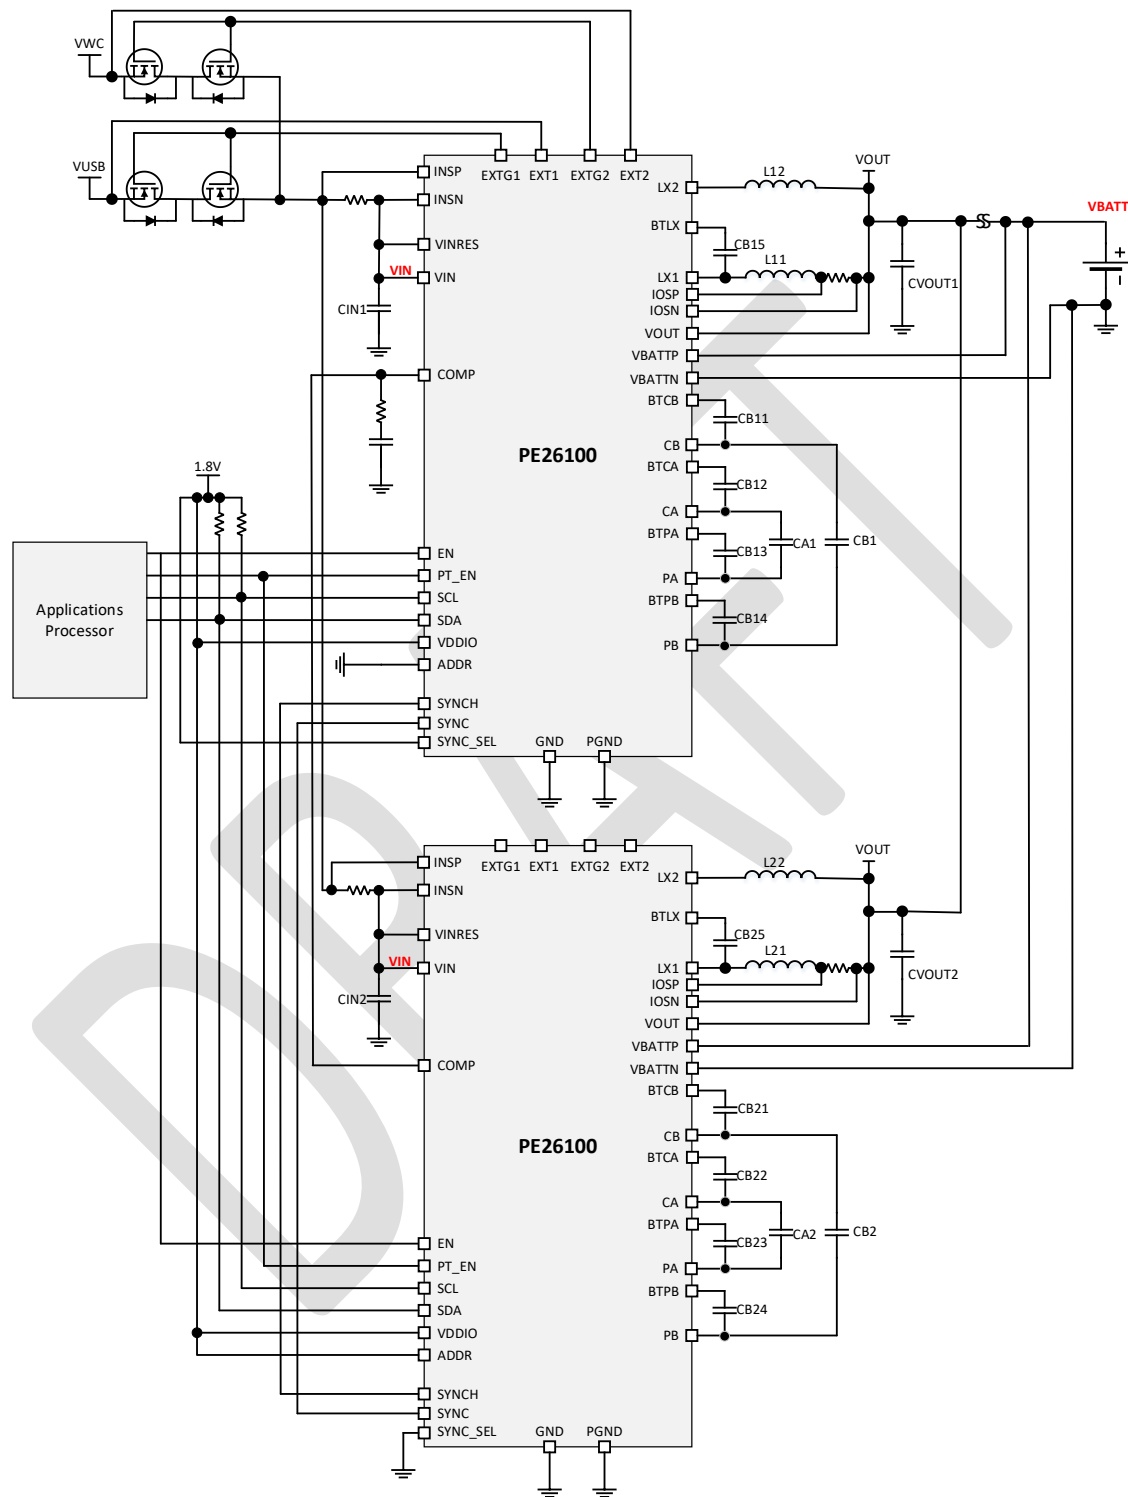 VWC
VUSB
EXTG1 EXT1 EXTG2 EXT2
INSP
INSN
VINRES
VIN VIN
CIN1
COMP
PE26100
LX2
L12
VOUT
BTLX
CB15
L11
LX1
IOSP
IOSN
VOUT
VBATTP
VBATTN
CVOUT1
VBATT
+
–
BTCB
CB11
CB
BTCA
CB12
CA
BTPA
CB13
CA1
CB1
PA
BTPB
CB14
PB
1.8V
Applications
Processor
EN
PT_EN
SCL
SDA
VDDIO
ADDR
SYNCH
SYNC
SYNC_SEL
GND PGND
DRAFT
EXTG1 EXT1 EXTG2 EXT2
INSP
INSN
VINRES
VIN VIN
CIN2
COMP
PE26100
LX2
L22
VOUT
BTLX
CB25
L21
LX1
IOSP
IOSN
VOUT
VBATTP
VBATTN
CVOUT2
BTCB
CB21
CB
BTCA
CB22
CA
BTPA
CB23
CA2
CB2
PA
BTPB
CB24
PB
EN
PT_EN
SCL
SDA
VDDIO
ADDR
SYNCH
SYNC
SYNC_SEL
GND PGND